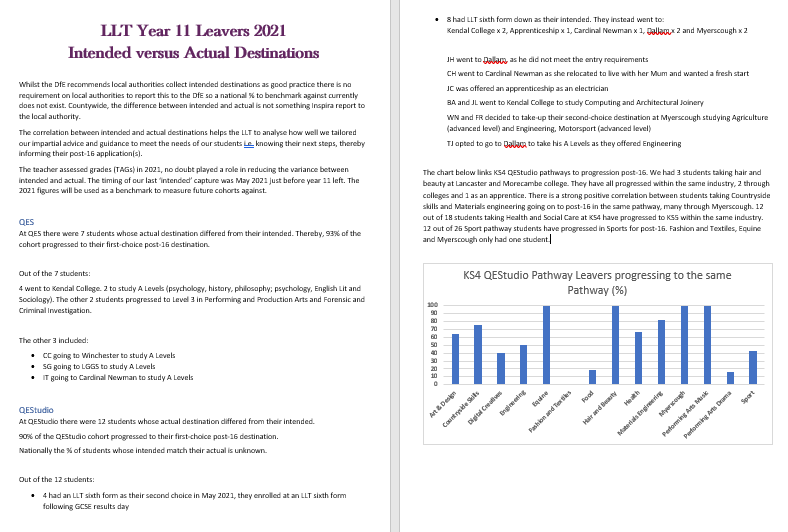 LLT Year 11 Leavers 2021
Intended versus Actual Destinations
Whilst the DfE recommends local authorities collect intended destinations as good practice there is no
requirement on local authorities to report this to the DfE so a national % to benchmark against currently
does not exist. Countywide, the difference between intended and actual is not something Inspira report to
the local authority.
The correlation between intended and actual destinations helps the LLT to analyse how well we tailored
our impartial advice and guidance to meet the needs of our students i.e. knowing their next steps, thereby
informing their post-16 application(s).
The teacher assessed grades (TAGs) in 2021, no doubt played a role in reducing the variance between
intended and actual. The timing of our last 'intended' capture was May 2021 just before year 11 left. The
2021 figures will be used as a benchmark to measure future cohorts against.
QES
At QES there were 7 students whose actual destination differed from their intended. Thereby, 93% of the
cohort progressed to their first-choice post-16 destination.
Out of the 7 students:
4 went to Kendal College. 2 to study A Levels (psychology, history, philosophy; psychology, English Lit and
Sociology). The other 2 students progressed to Level 3 in Performing and Production Arts and Forensic and
Criminal Investigation.
The other 3 included:
• CC going to Winchester to study A Levels
• SG going to LGGS to study A Levels
• IT going to Cardinal Newman to study A Levels
QEStudio
At QEStudio there were 12 students whose actual destination differed from their intended.
90% of the QEStudio cohort progressed to their first-choice post-16 destination.
Nationally the % of students whose intended match their actual is unknown.
Out of the 12 students:
• 4 had an LLT sixth form as their second choice in May 2021, they enrolled at an LLT sixth form
following GCSE results day
• 8 had LLT sixth form down as their intended. They instead went to:
Kendal College x 2, Apprenticeship x 1, Cardinal Newman x 1, Dallam x 2 and Myerscough x 2
JH went to Dallam, as he did not meet the entry requirements
CH went to Cardinal Newman as she relocated to live with her Mum and wanted a fresh start
JC was offered an apprenticeship as an electrician
BA and JL went to Kendal College to study Computing and Architectural Joinery
WN and FR decided to take-up their second-choice destination at Myerscough studying Agriculture
(advanced level) and Engineering, Motorsport (advanced level)
TJ opted to go to Dallam to take his A Levels as they offered Engineering
The chart below links KS4 QEStudio pathways to progression post-16. We had 3 students taking hair and
beauty at Lancaster and Morecambe college. They have all progressed within the same industry, 2 through
colleges and 1 as an apprentice. There is a strong positive correlation between students taking Countryside
skills and Materials engineering going on to post-16 in the same pathway, many through Myerscough. 12
out of 18 students taking Health and Social Care at KS4 have progressed to KS5 within the same industry.
12 out of 26 Sport pathway students have progressed in Sports for post-16. Fashion and Textiles, Equine
and Myerscough only had one student.
KS4 QEStudio Pathway Leavers progressing to the same
Pathway (%)
100
90
80
70
60
50
40
30
20
10
0
Art & Design
Countryside Skills
Digital Creatives
Engineering
Equine
Fashion and Textiles
Food
Hair and Beauty
Health
Materials Engineering
Myerscough
Performing Arts Music
Performing Arts Drama
Sport